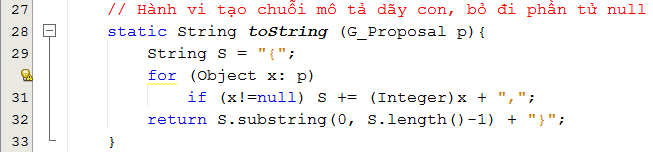 27 // Hành vi tạo chuỗi mô tả dãy con, bỏ đi phần tử null
28 static String toString (G_Proposal p){
29 String S = "{";
for (Object x: p)
31 if (x!=null) S += (Integer)x + ",";
32 return S.substring(0, S.length()-1) + "}";
33 }